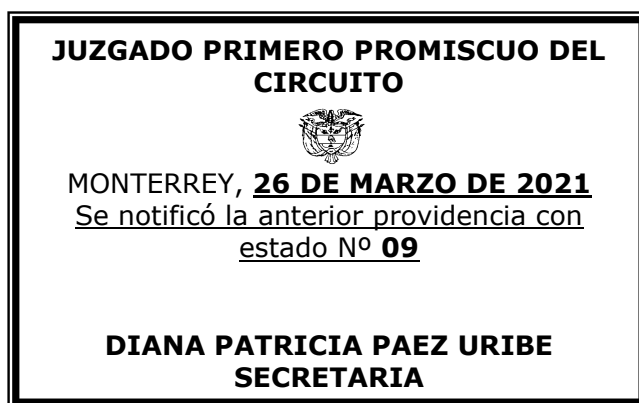 JUZGADO PRIMERO PROMISCUO DEL
CIRCUITO
MONTERREY, 26 DE MARZO DE 2021
Se notificó la anterior providencia con
estado Nº 09
DIANA PATRICIA PAEZ URIBE
SECRETARIA